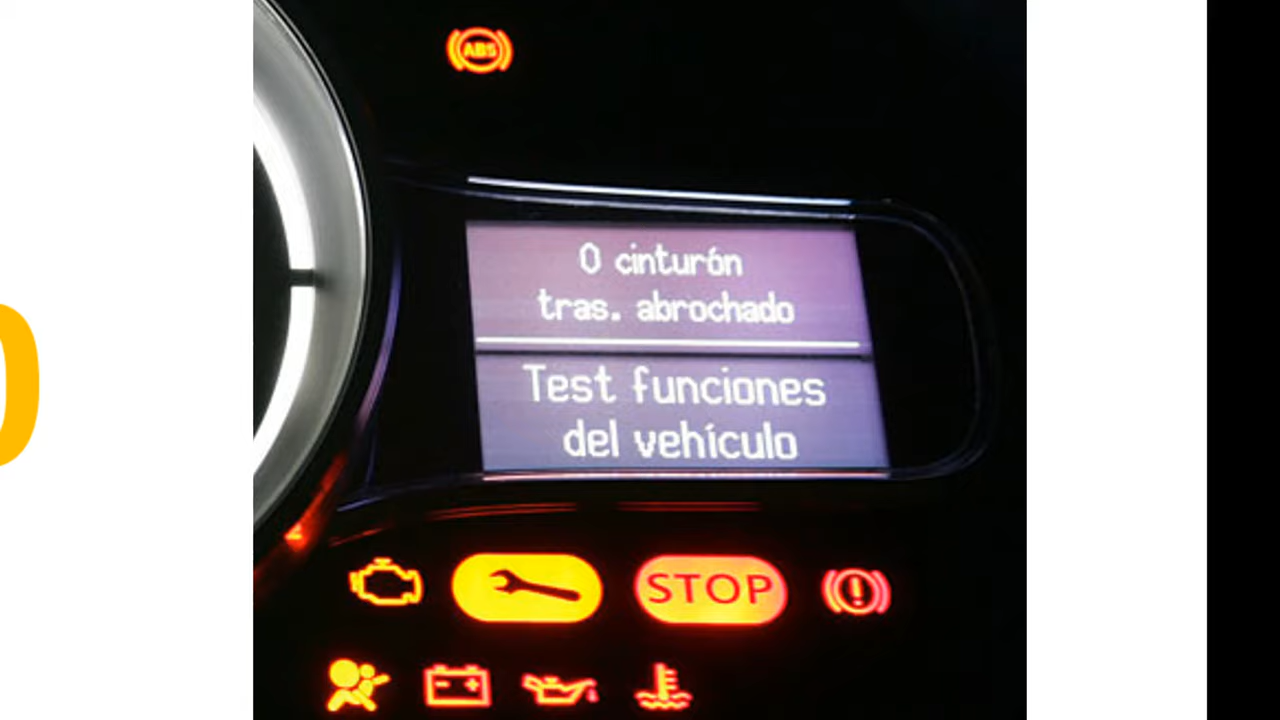 ABS
0 cinturón
tras. abrochado
Test funciones
del vehículo
STOP